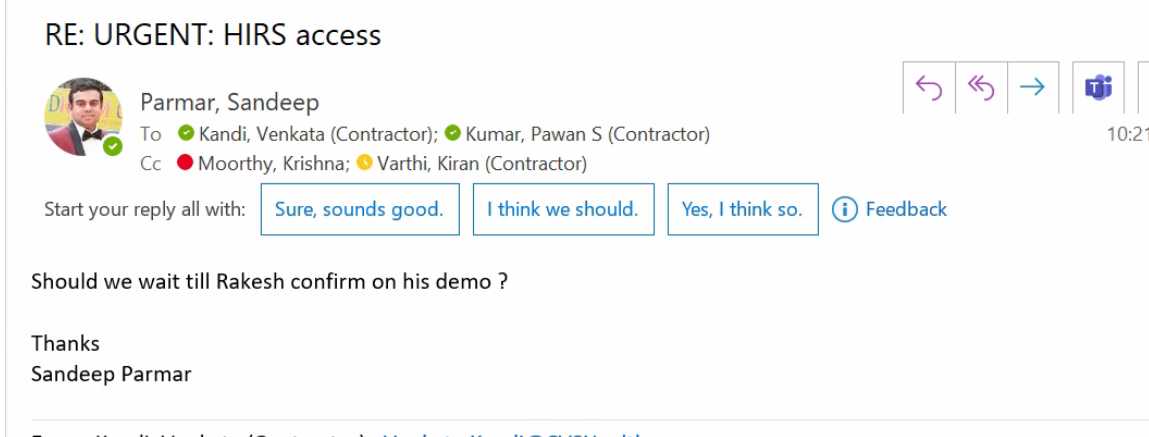 RE: URGENT: HIRS access
Parmar, Sandeep
To Kandi, Venkata (Contractor); Kumar, Pawan S (Contractor)
10:21
Cc Moorthy, Krishna; Varthi, Kiran (Contractor)
Start your reply all with: Sure, sounds good. I think we should. Yes, I think so. Feedback
Should we wait till Rakesh confirm on his demo ?
Thanks
Sandeep Parmar